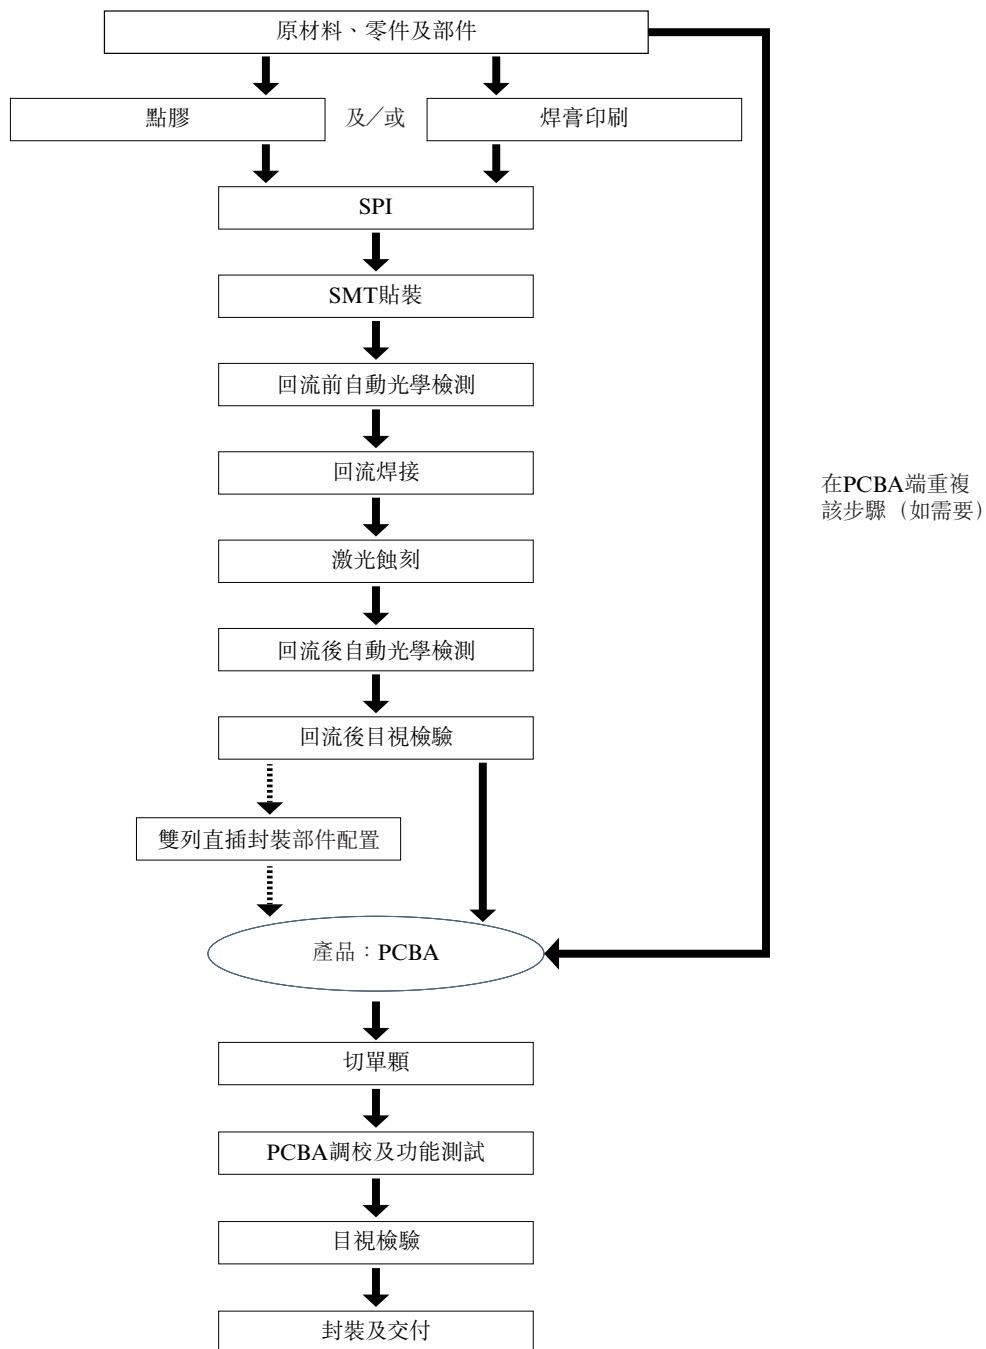 原材料、零件及部件
點膠
及／或
焊膏印刷
SPI
SMT貼裝
回流前自動光學檢測
回流焊接
在PCBA端重複
該步驟（如需要）
激光蝕刻
回流後自動光學檢測
回流後目視檢驗
雙列直插封裝部件配置
產品：PCBA
切單顆
PCBA調校及功能測試
目視檢驗
封裝及交付